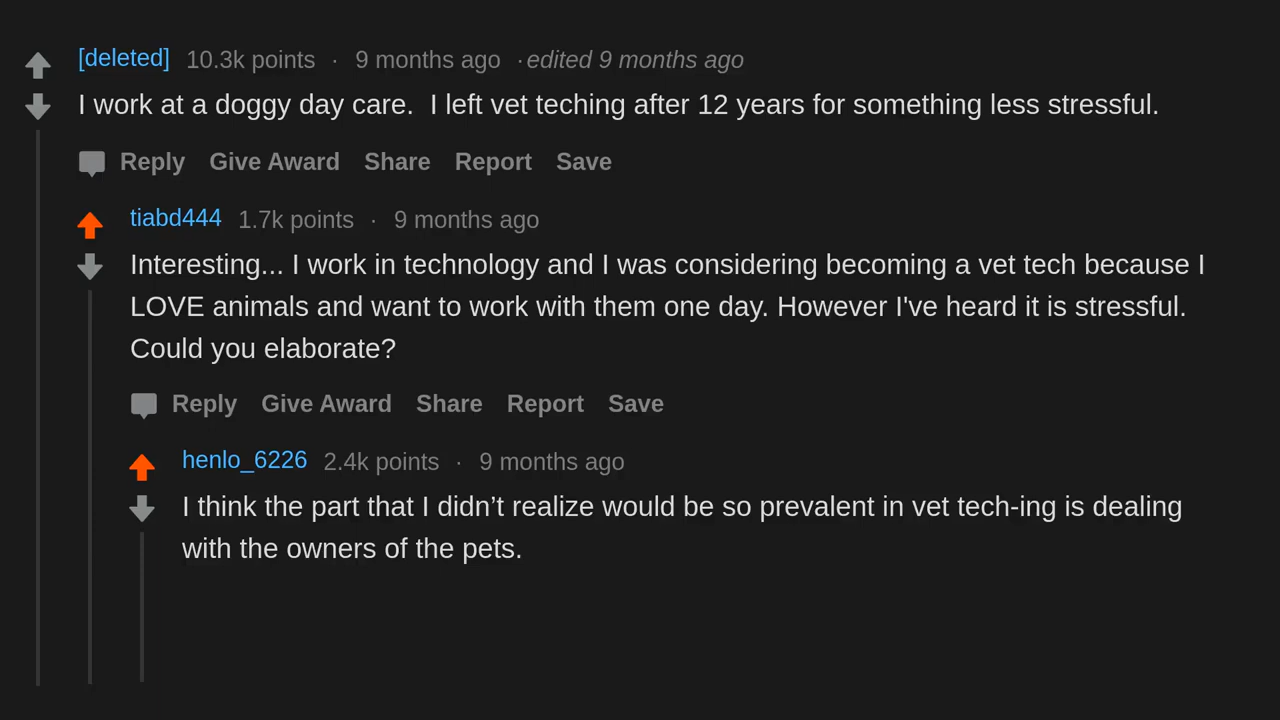 [deleted] 10.3k points · 9 months ago · edited 9 months ago
I work at a doggy day care.  I left vet teching after 12 years for something less stressful.
Reply Give Award Share Report Save
tiabd444 1.7k points · 9 months ago
Interesting... I work in technology and I was considering becoming a vet tech because I
LOVE animals and want to work with them one day. However I've heard it is stressful.
Could you elaborate?
Reply Give Award Share Report Save
henlo_6226 2.4k points · 9 months ago
I think the part that I didn’t realize would be so prevalent in vet tech-ing is dealing
with the owners of the pets.